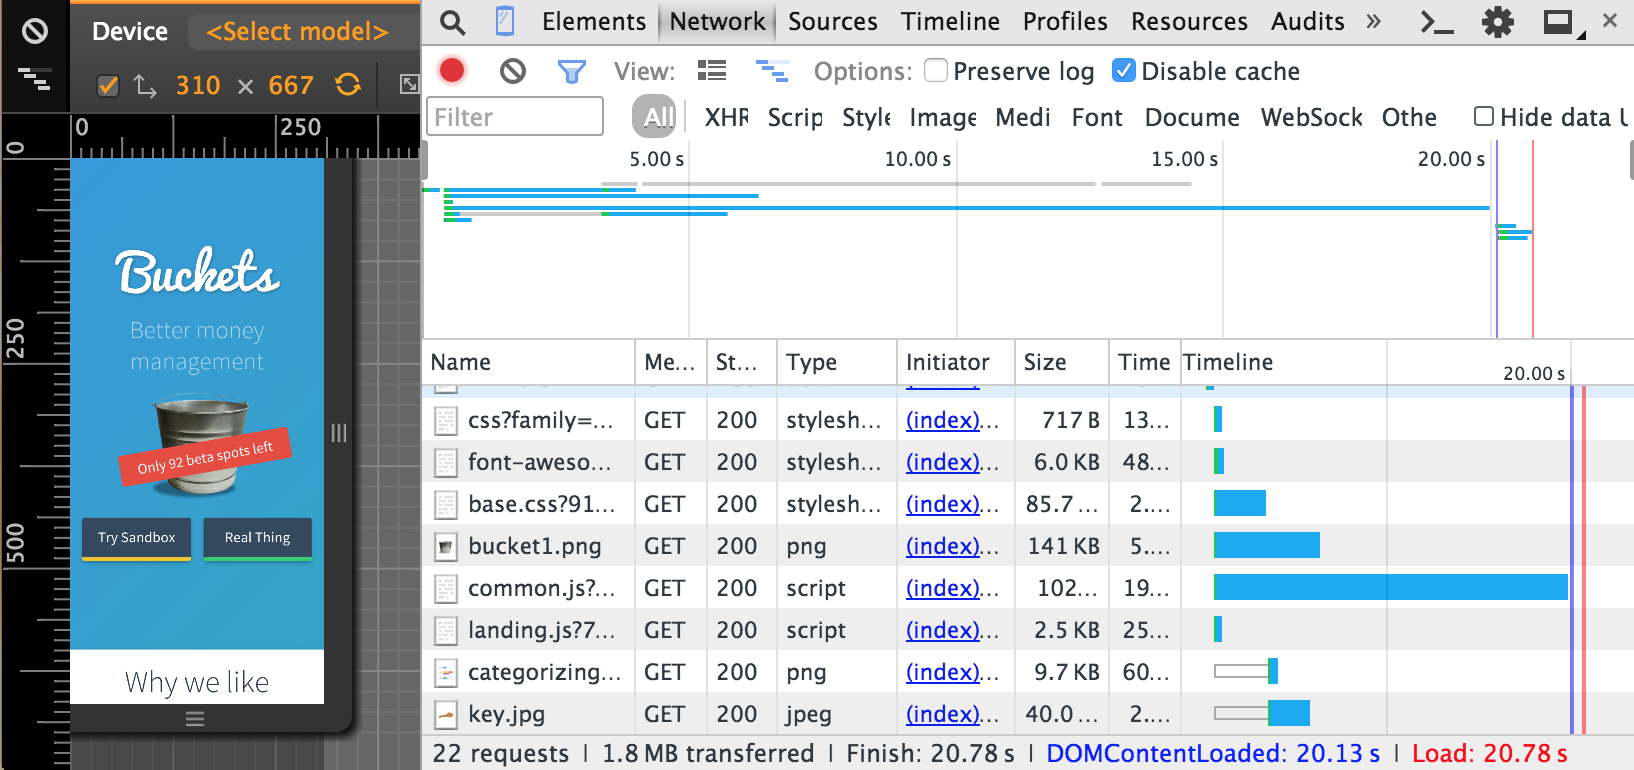 Device <Select model>
310 × 667
0 250
0
250
500
Buckets
Better money
management
Only 92 beta spots left
Try Sandbox Real Thing
Why we like
Elements Network Sources Timeline Profiles Resources Audits »
View: Options: Preserve log Disable cache
Filter All XHR Scrip Style Image Medi Font Docume WebSock Othe Hide data U
5.00 s 10.00 s 15.00 s 20.00 s
Name Me... St... Type Initiator Size Time Timeline 20.00 s
css?family=... GET 200 stylesh... (index)... 717 B 13...
font-aweso... GET 200 stylesh... (index)... 6.0 KB 48...
base.css?91... GET 200 stylesh... (index)... 85.7 ... 2....
bucket1.png GET 200 png (index)... 141 KB 5....
common.js?... GET 200 script (index)... 102... 19...
landing.js?7... GET 200 script (index)... 2.5 KB 25...
categorizing... GET 200 png (index)... 9.7 KB 60...
key.jpg GET 200 jpeg (index)... 40.0 ... 2....
22 requests | 1.8 MB transferred | Finish: 20.78 s | DOMContentLoaded: 20.13 s | Load: 20.78 s